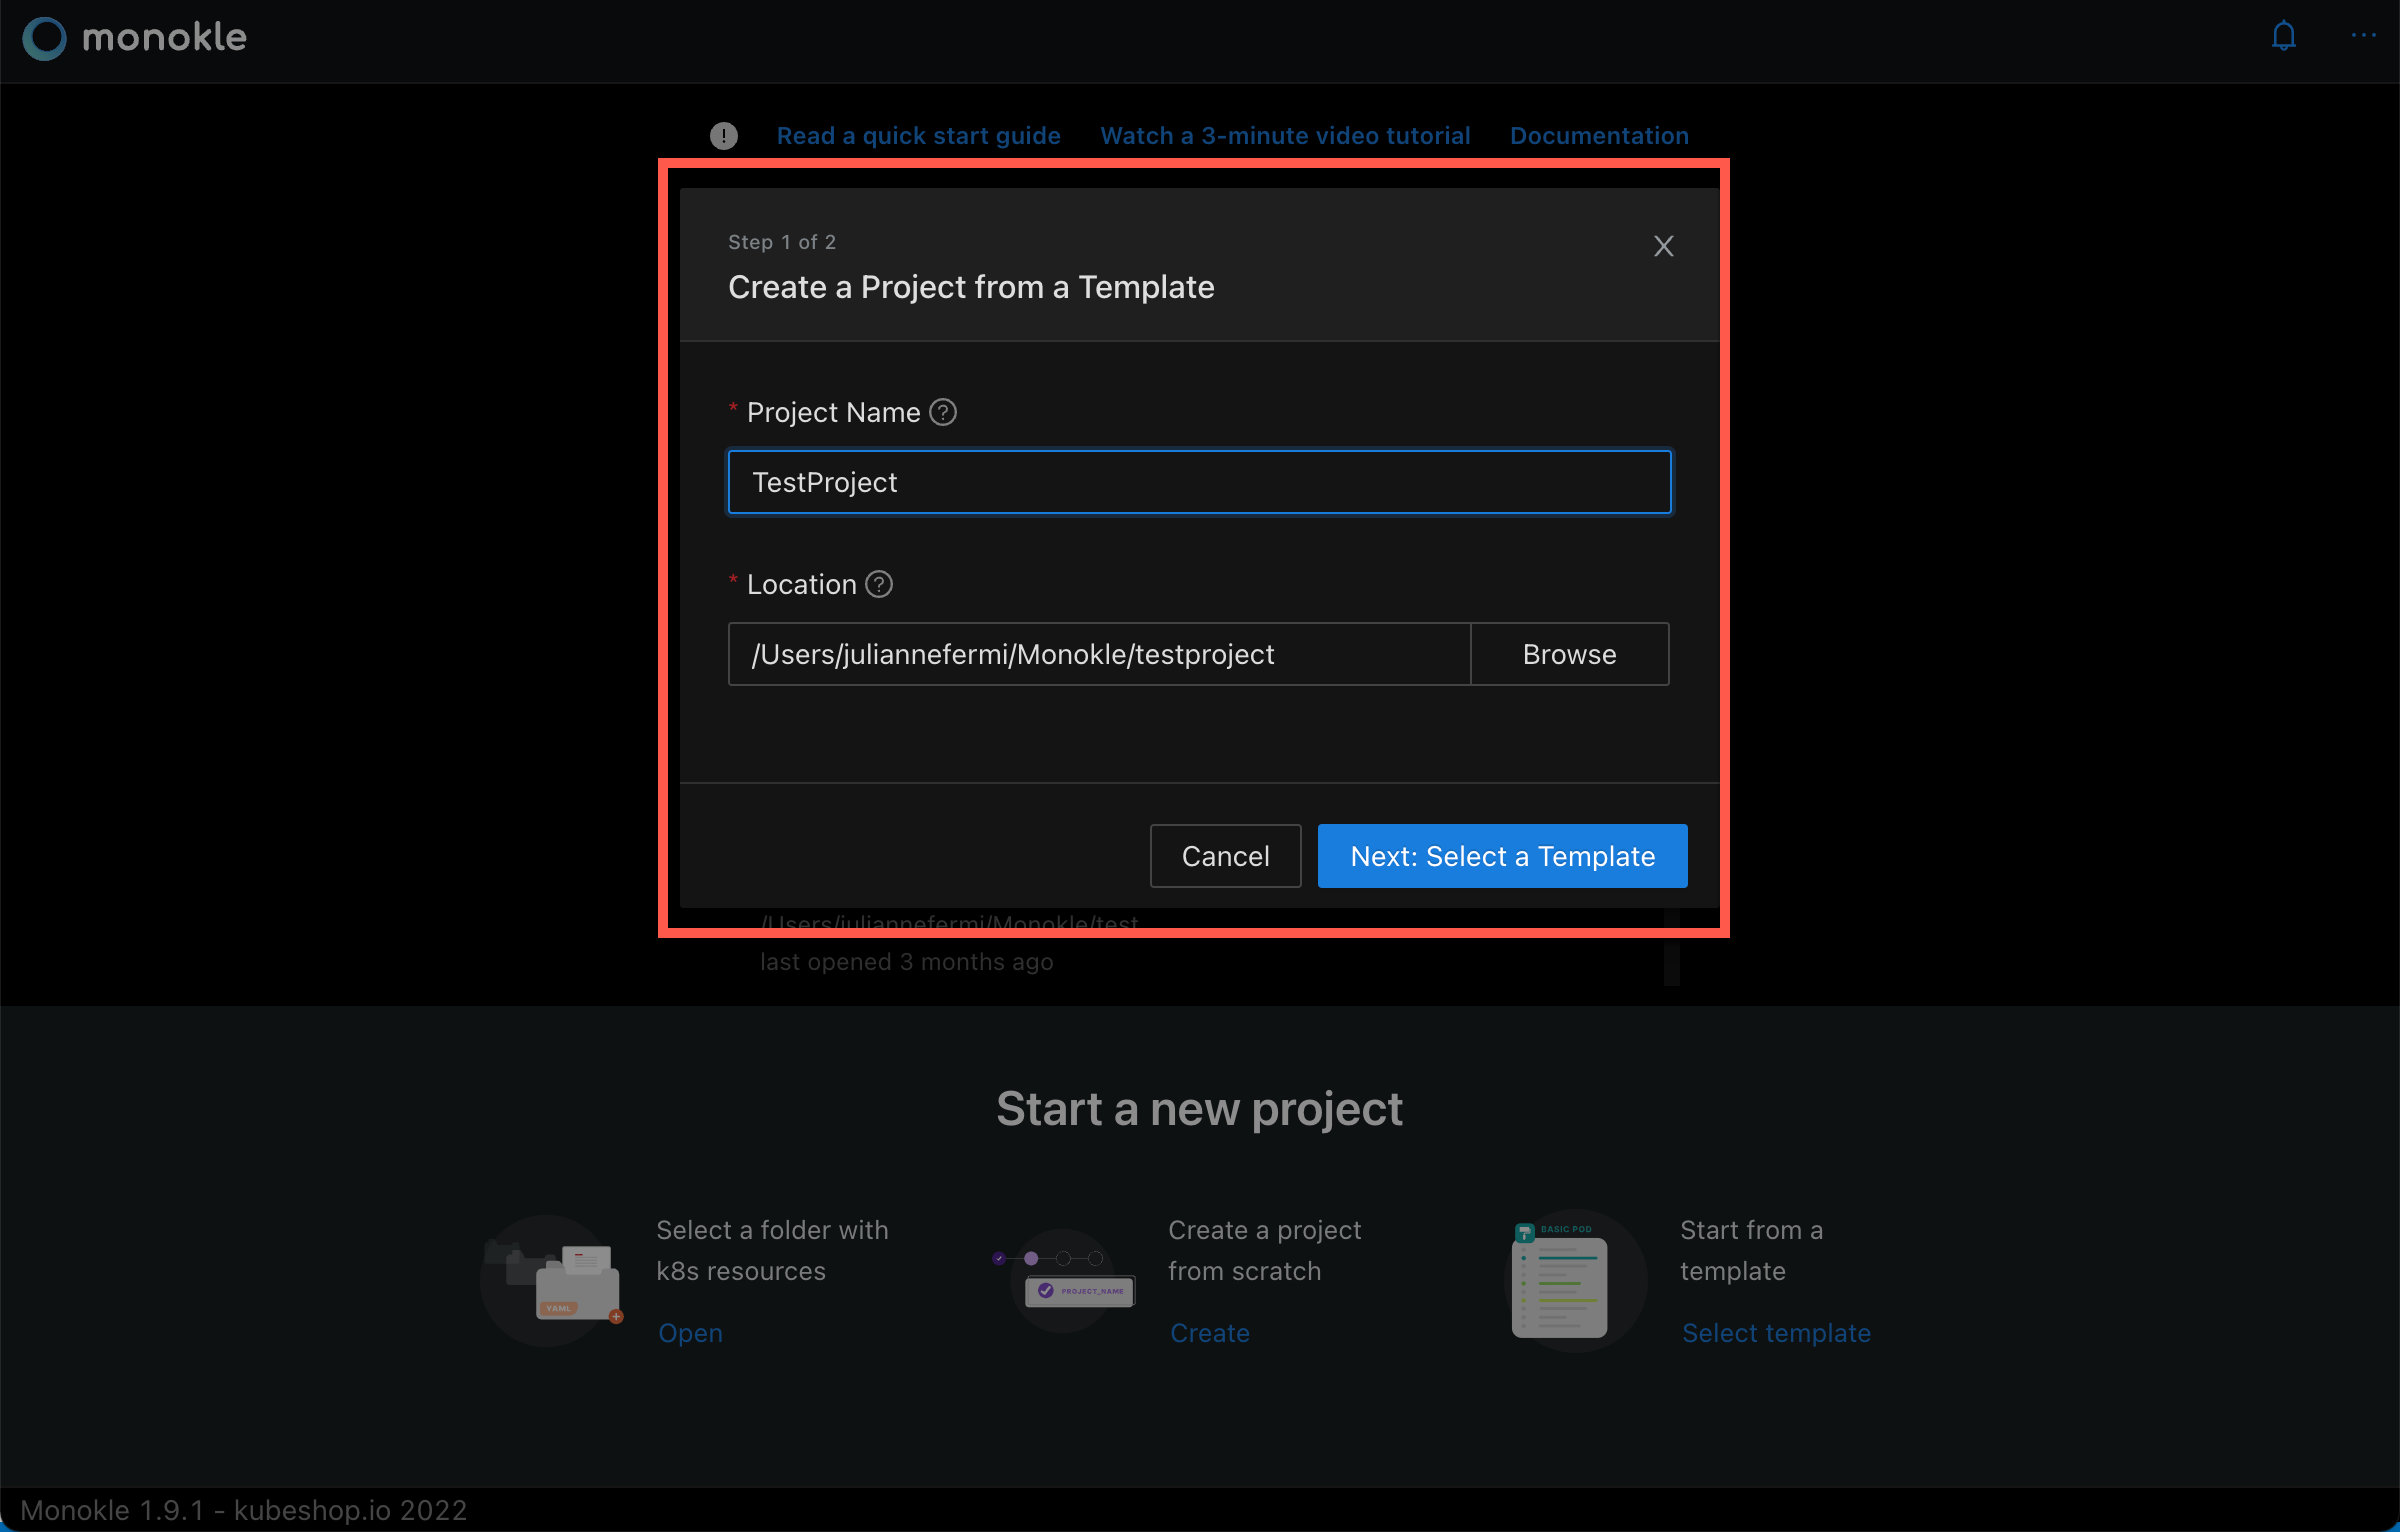 monokle
Read a quick start guide Watch a 3-minute video tutorial Documentation
Step 1 of 2
Create a Project from a Template
* Project Name
TestProject
* Location
/Users/juliannefermi/Monokle/testproject Browse
Cancel Next: Select a Template
/Users/juliannefermi/Monokle/test
last opened 3 months ago
Start a new project
Select a folder with
k8s resources
Open
YAML
Create a project
from scratch
Create
PROJECT_NAME
Start from a
template
Select template
BASIC POD
Monokle 1.9.1 - kubeshop.io 2022